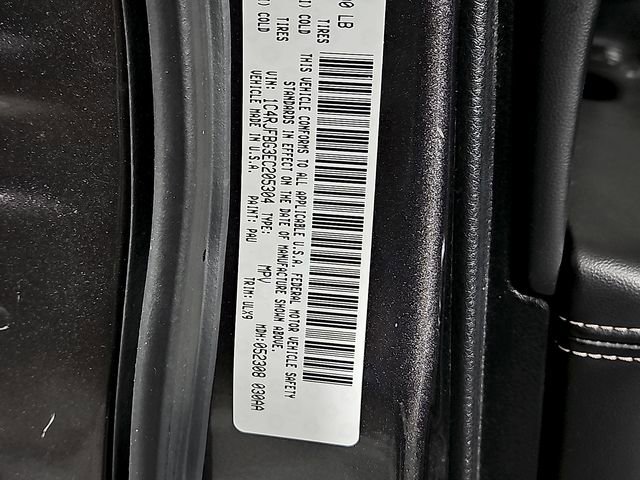 0 LB
TIRES
TIRES
I) COLD
) COLD
THIS VEHICLE CONFORMS TO ALL APPLICABLE U.S.A. FEDERAL MOTOR VEHICLE SAFETY
STANDARDS IN EFFECT ON THE DATE OF MANUFACTURE SHOWN ABOVE.
VIN: 1C4RJFBG3EC205304 TYPE: MPV MDH:052308 030AA
VEHICLE MADE IN U.S.A. PAINT: PAU TRIM: VLX9